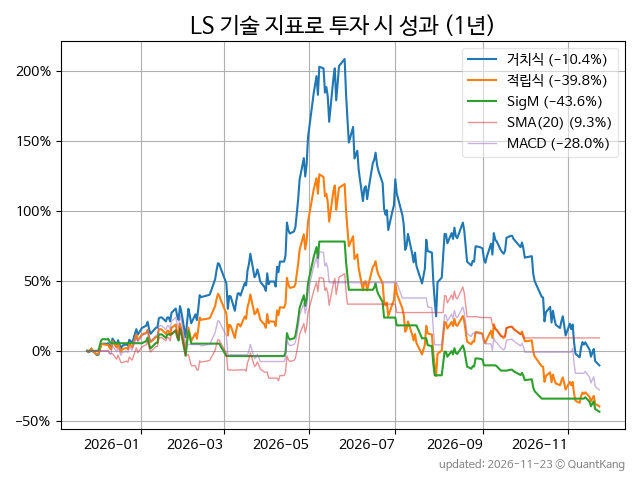 LS 기술 지표로 투자 시 성과 (1년)
거치식 (−10.4%)
적립식 (−39.8%)
SigM (−43.6%)
SMA(20) (9.3%)
MACD (−28.0%)
200%
150%
100%
50%
0%
−50%
2026−01 2026−03 2026−05 2026−07 2026−09 2026−11
updated: 2026−11−23 © QuantKang